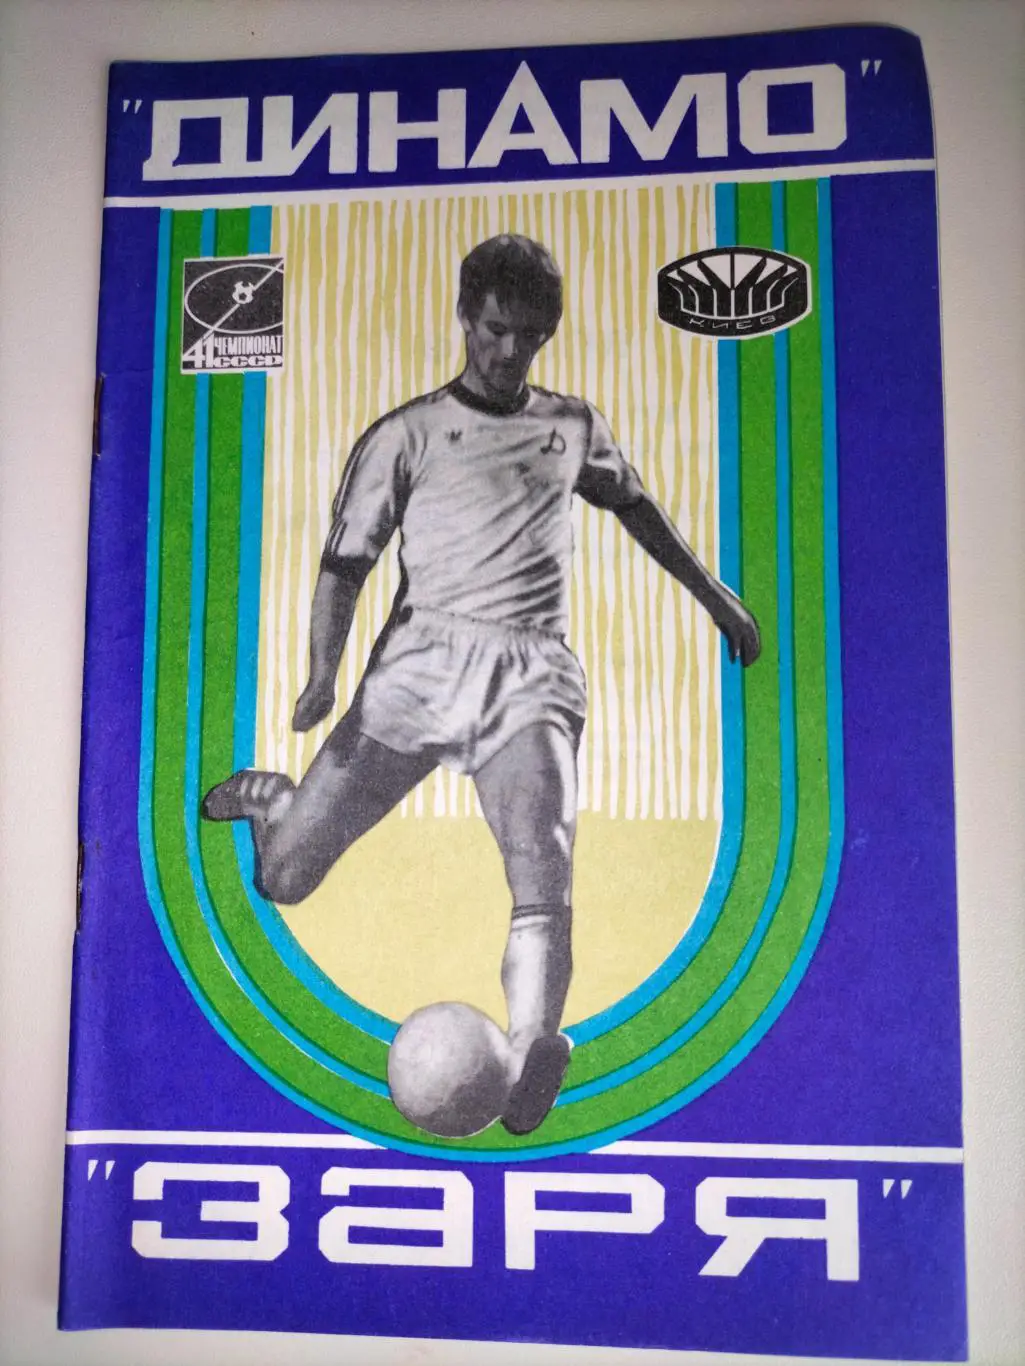 "ДИНАМО"
41 ЧЕМПИОНАТ
СССР
КИЕВ
Д
"ЗАРЯ"